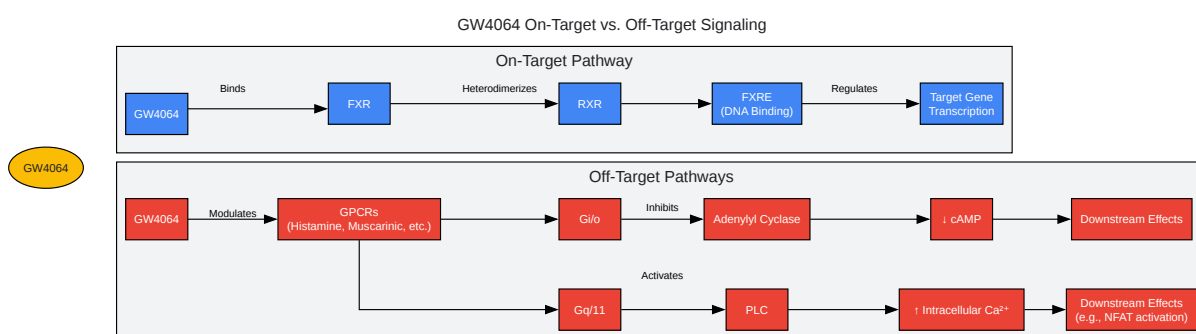 GW4064 On-Target vs. Off-Target Signaling
On-Target Pathway
GW4064
Binds
FXR
Heterodimerizes
RXR
FXRE
(DNA Binding)
Regulates
Target Gene
Transcription
GW4064
Off-Target Pathways
GW4064
Modulates
GPCRs
(Histamine, Muscarinic, etc.)
Gi/o
Inhibits
Adenylyl Cyclase
↓ cAMP
Downstream Effects
Gq/11
Activates
PLC
↑ Intracellular Ca²⁺
Downstream Effects
(e.g., NFAT activation)